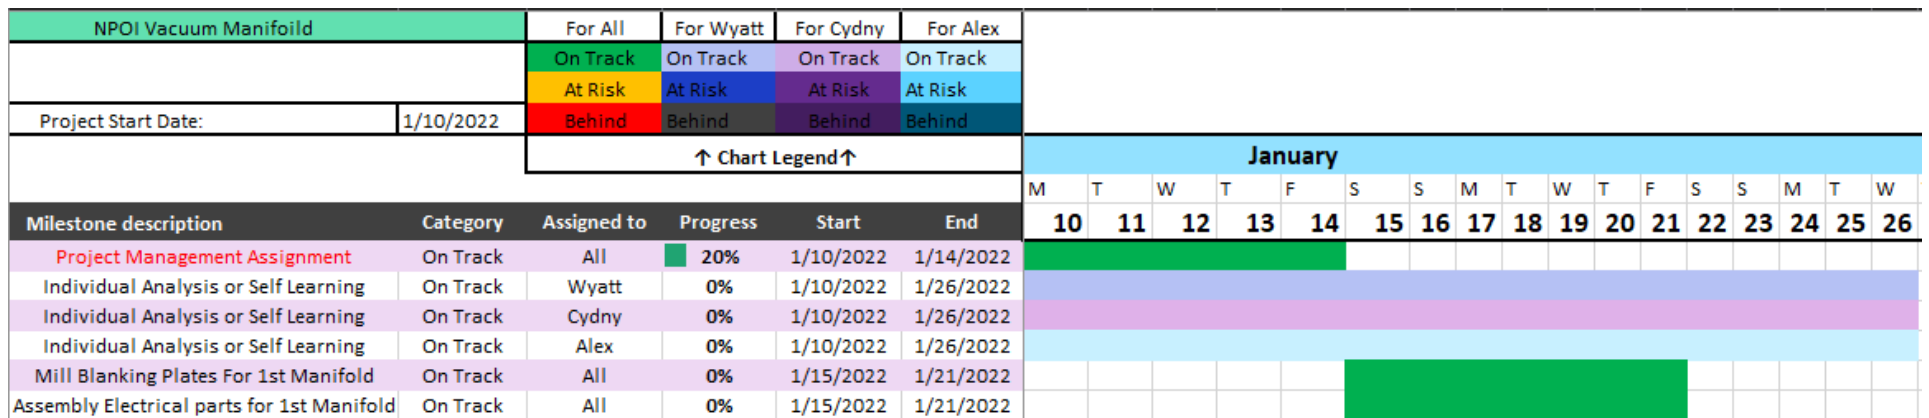 NPOI Vacuum Manifoild For All For Wyatt For Cydny For Alex
On Track On Track On Track On Track
At Risk At Risk At Risk At Risk
Project Start Date: 1/10/2022 Behind Behind Behind Behind
↑ Chart Legend↑ January
M T W T F S S M T W T F S S M T W
Milestone description Category Assigned to Progress Start End 10 11 12 13 14 15 16 17 18 19 20 21 22 23 24 25 26
Project Management Assignment On Track All 20% 1/10/2022 1/14/2022
Individual Analysis or Self Learning On Track Wyatt 0% 1/10/2022 1/26/2022
Individual Analysis or Self Learning On Track Cydny 0% 1/10/2022 1/26/2022
Individual Analysis or Self Learning On Track Alex 0% 1/10/2022 1/26/2022
Mill Blanking Plates For 1st Manifold On Track All 0% 1/15/2022 1/21/2022
Assembly Electrical parts for 1st Manifold On Track All 0% 1/15/2022 1/21/2022